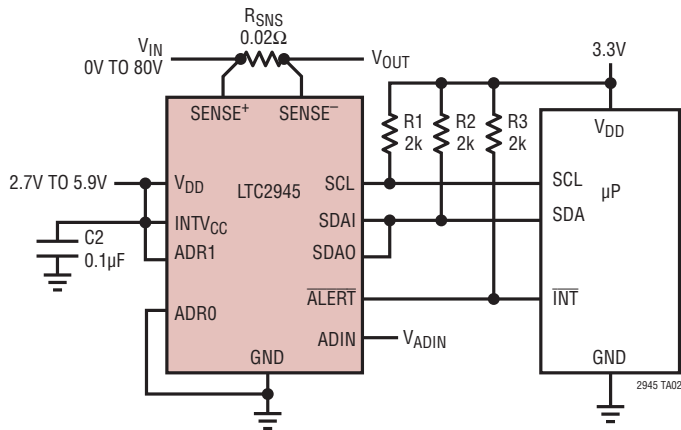 RSNS
0.02Ω
VIN
0V TO 80V
VOUT
3.3V
SENSE+ SENSE–
R1
2k
R2
2k
R3
2k
VDD
2.7V TO 5.9V
VDD
LTC2945
SCL
SCL
µP
INTVCC
SDAI
SDA
C2
0.1µF
ADR1
SDAO
ALERT
INT
ADR0
ADIN
VADIN
GND
GND
2945 TA02